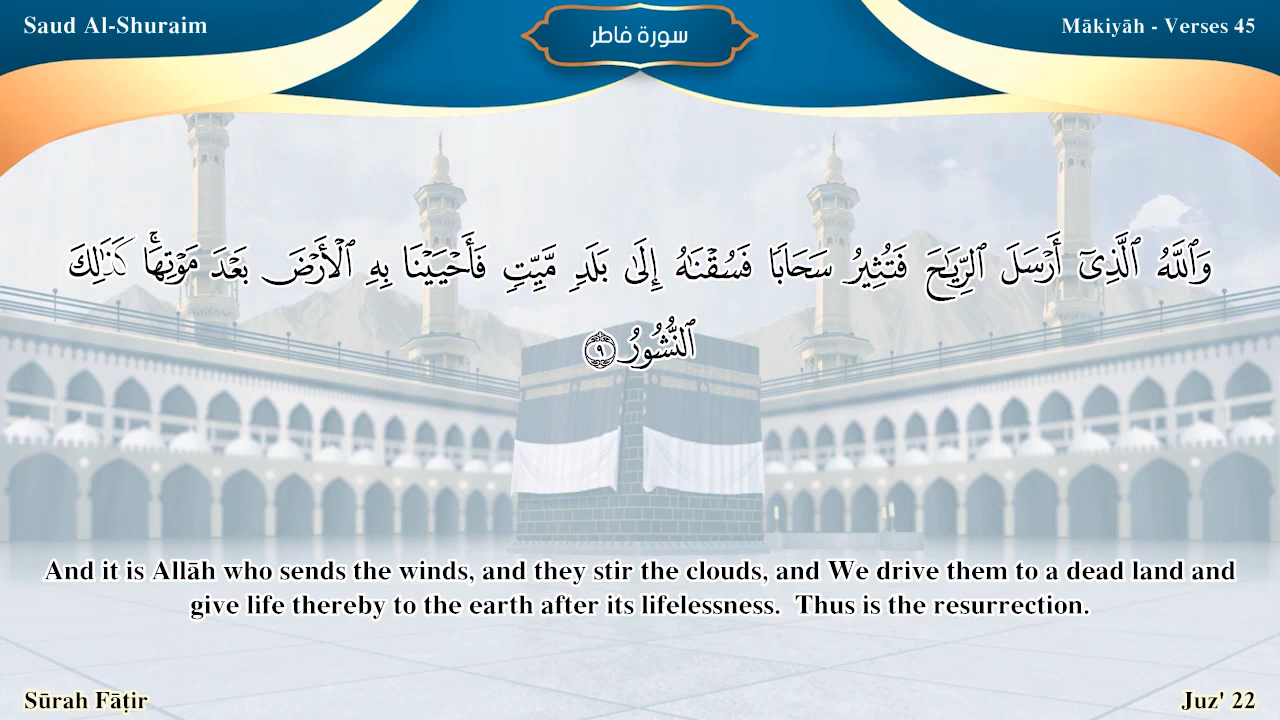 Saud Al-Shuraim
سورة فاطر
Mākiyāh - Verses 45
وَٱللَّهُ ٱلَّذِىٓ أَرْسَلَ ٱلرِّيَـٰحَ فَتُثِيرُ سَحَابًا فَسُقْنَـٰهُ إِلَىٰ بَلَدٍ مَّيِّتٍ فَأَحْيَيْنَا بِهِ ٱلْأَرْضَ بَعْدَ مَوْتِهَا ۚ كَذَٰلِكَ
ٱلنُّشُورُ ٩
And it is Allāh who sends the winds, and they stir the clouds, and We drive them to a dead land and
give life thereby to the earth after its lifelessness.  Thus is the resurrection.
Sūrah Fāṭir
Juz' 22